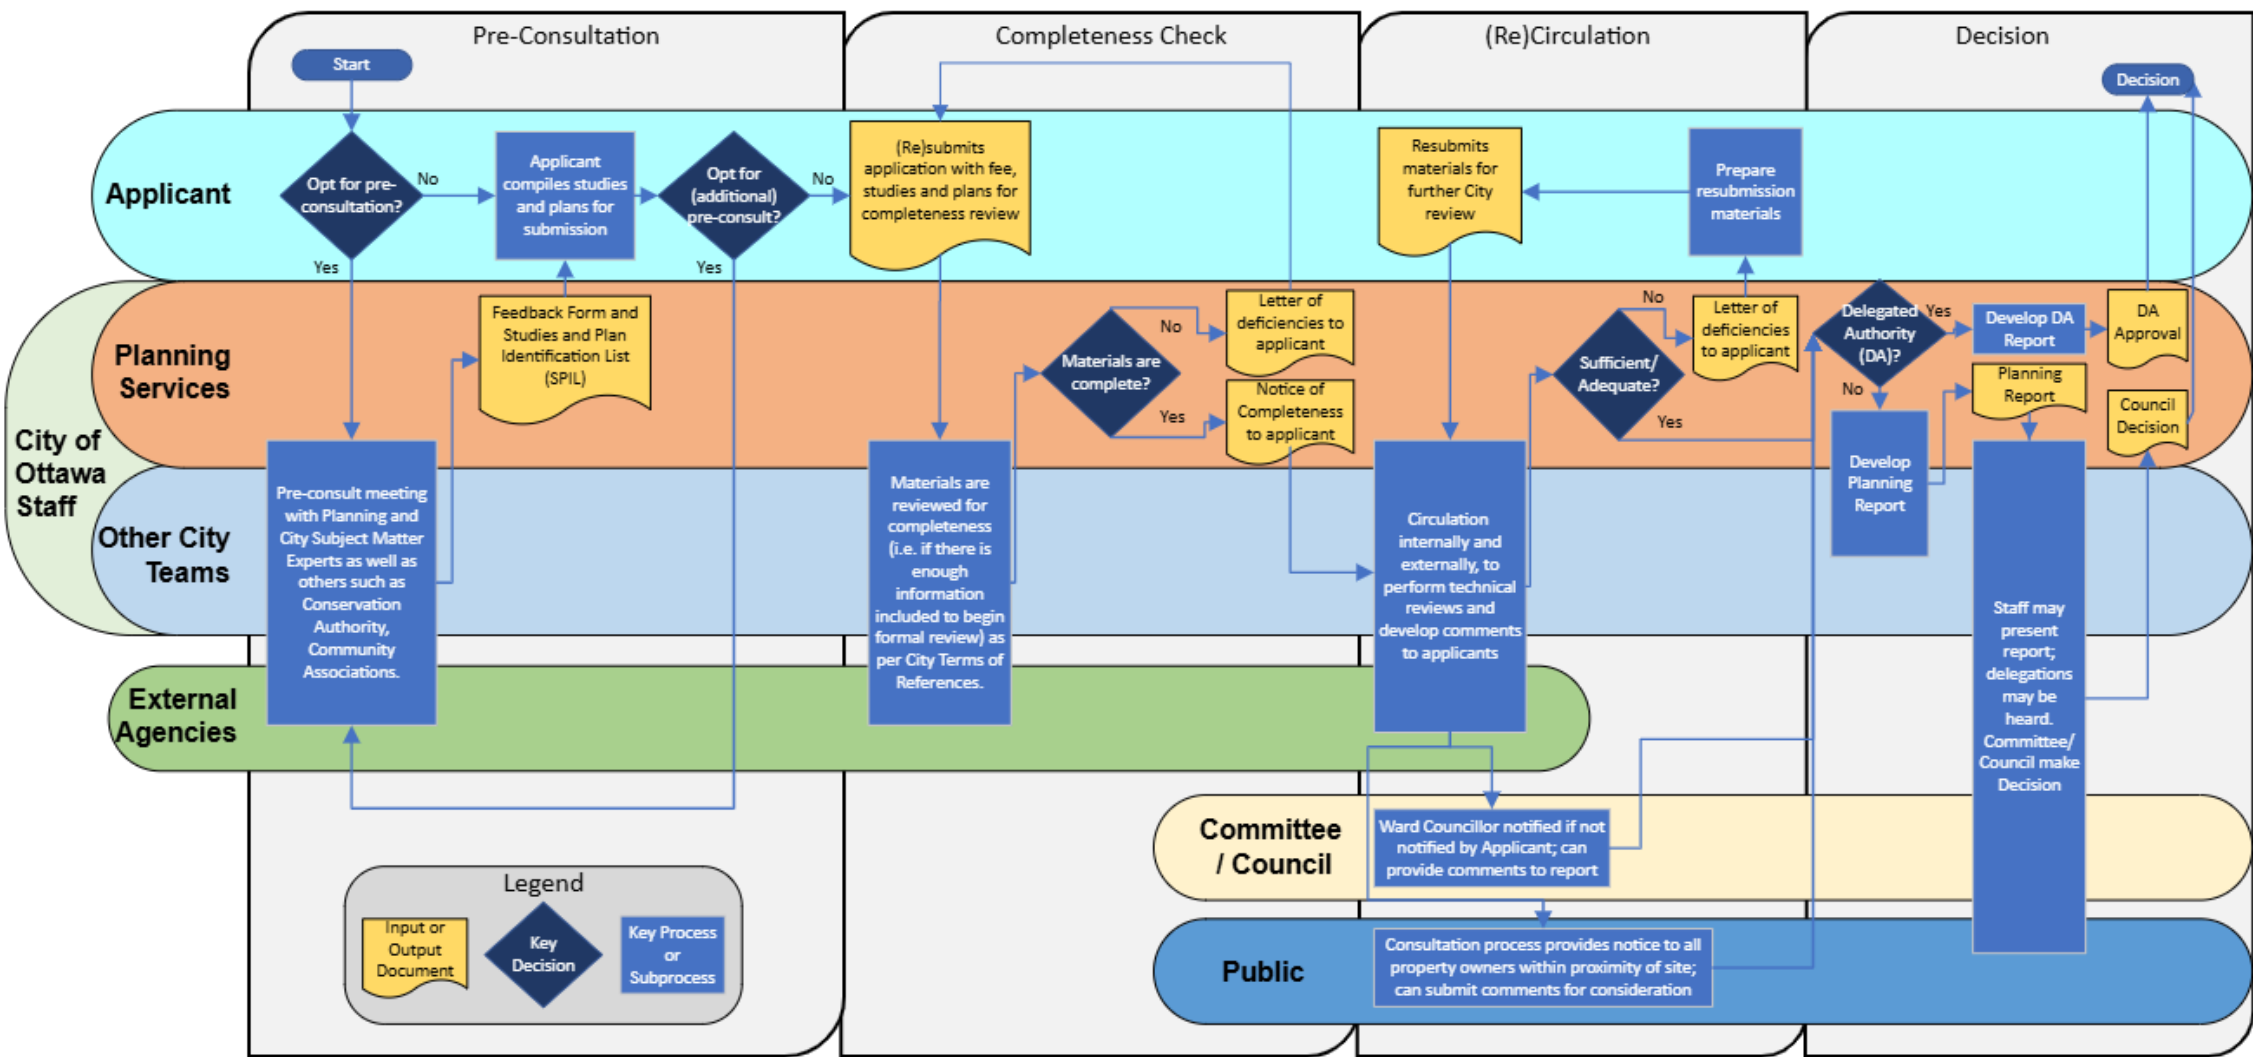 Pre-Consultation
Completeness Check
(Re)Circulation
Decision
Start
Decision
Applicant
Opt for pre-
consultation?
No
Yes
Applicant
compiles studies
and plans for
submission
Opt for
(additional)
pre-consult?
No
Yes
(Re)submits
application with fee,
studies and plans for
completeness review
Resubmits
materials for
further City
review
Prepare
resubmission
materials
City of
Ottawa
Staff
Planning
Services
Feedback Form and
Studies and Plan
Identification List
(SPIL)
Materials are
complete?
No
Yes
Letter of
deficiencies to
applicant
Notice of
Completeness
to applicant
Sufficient/
Adequate?
No
Yes
Letter of
deficiencies
to applicant
Delegated
Authority
(DA)?
Yes
No
Develop DA
Report
DA
Approval
Planning
Report
Council
Decision
Develop
Planning
Report
Other City
Teams
Pre-consult meeting
with Planning and
City Subject Matter
Experts as well as
others such as
Conservation
Authority,
Community
Associations.
Materials are
reviewed for
completeness
(i.e. if there is
enough
information
included to begin
formal review) as
per City Terms of
References.
Circulation
internally and
externally, to
perform technical
reviews and
develop comments
to applicants
Staff may
present
report;
delegations
may be
heard.
Committee/
Council make
Decision
External
Agencies
Committee
/ Council
Ward Councillor notified if not
notified by Applicant; can
provide comments to report
Public
Consultation process provides notice to all
property owners within proximity of site;
can submit comments for consideration
Legend
Input or
Output
Document
Key
Decision
Key Process
or
Subprocess